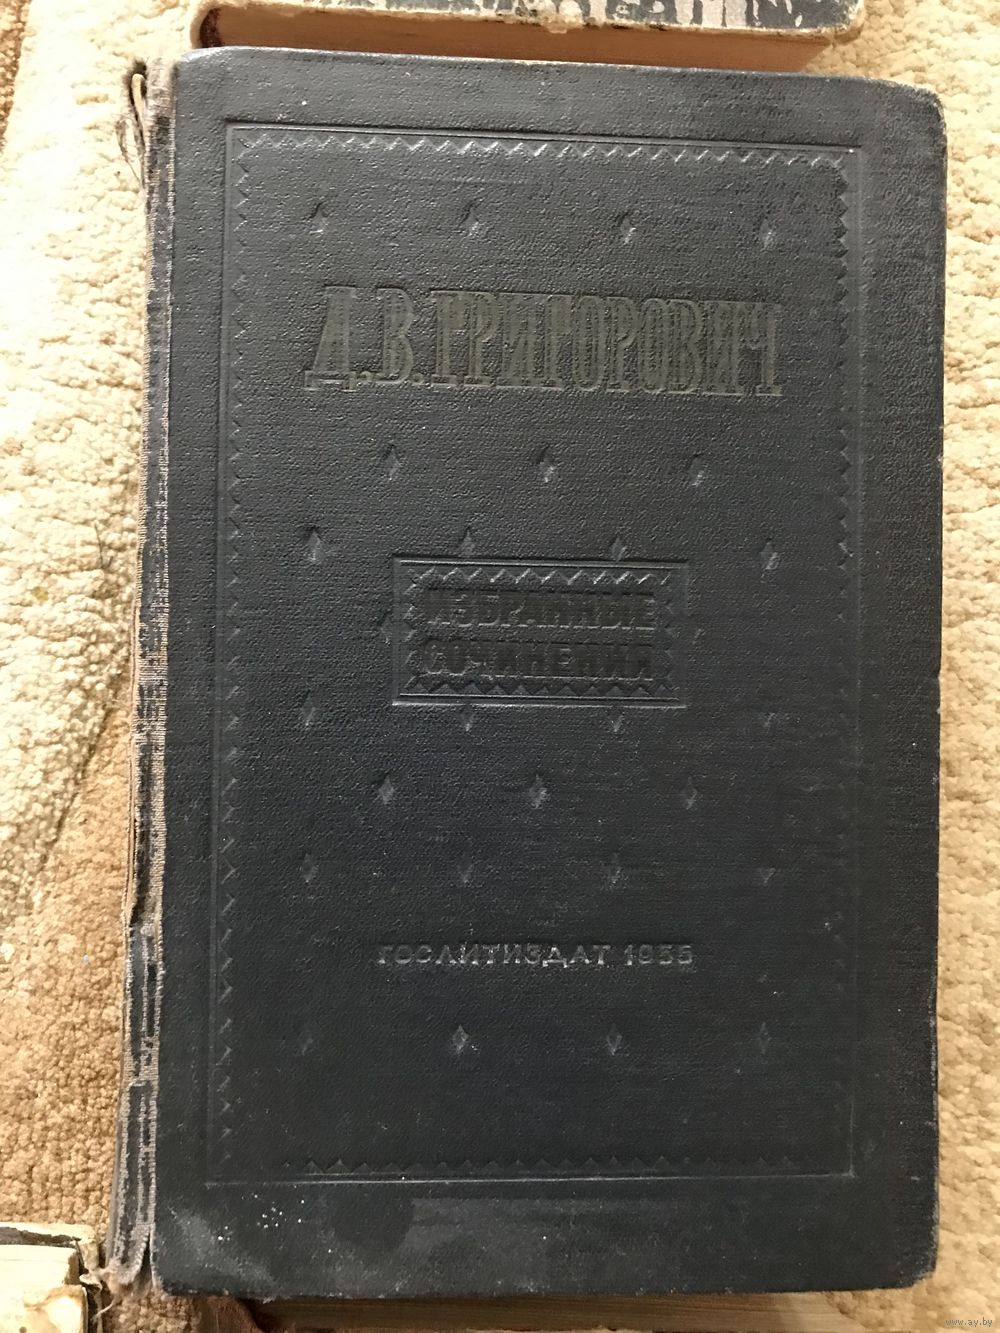 Д.В.ГРИГОРОВИЧ
ИЗБРАННЫЕ
СОЧИНЕНИЯ
ГОСЛИТИЗДАТ 1955
www.ay.by